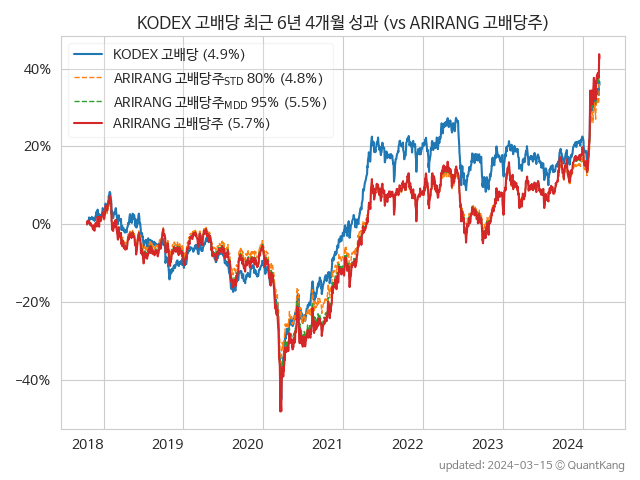 KODEX 고배당 최근 6년 4개월 성과 (vs ARIRANG 고배당주)
KODEX 고배당 (4.9%)
ARIRANG 고배당주STD 80% (4.8%)
ARIRANG 고배당주MDD 95% (5.5%)
ARIRANG 고배당주 (5.7%)
40%
20%
0%
−20%
−40%
2018 2019 2020 2021 2022 2023 2024
updated: 2024-03-15 © QuantKang